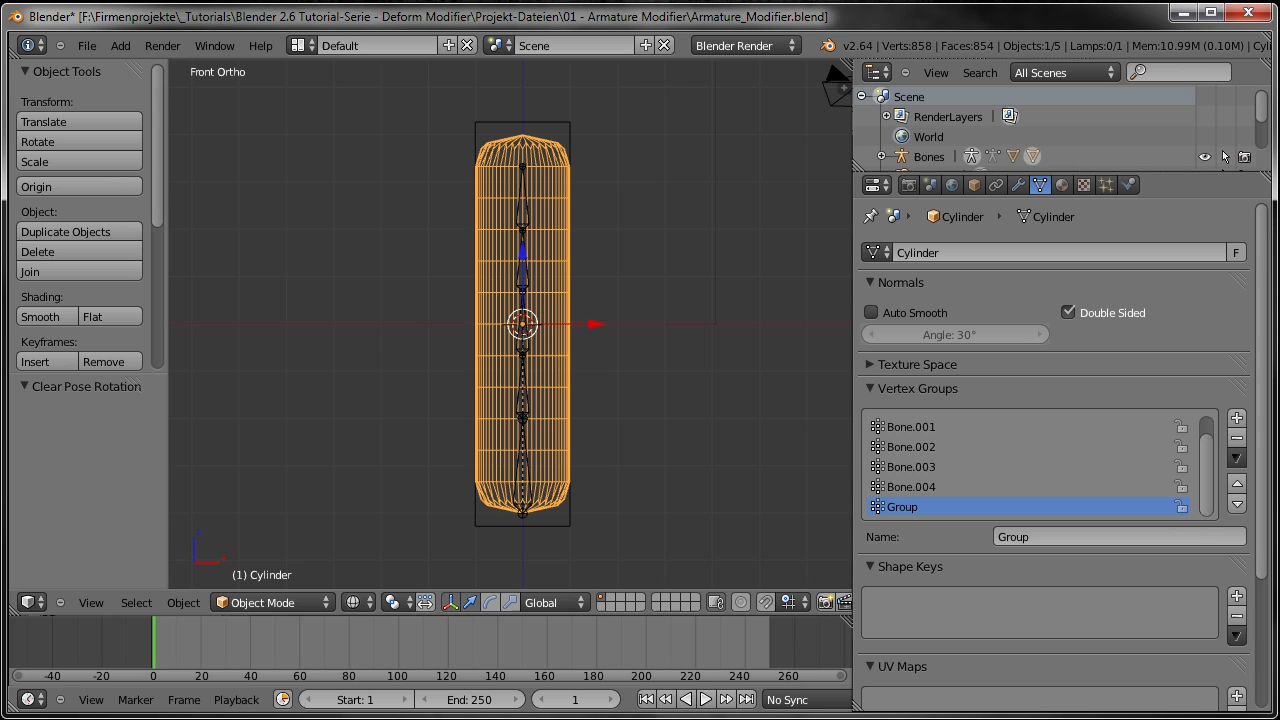 Blender* [F:\Firmenprojekte\_Tutorials\Blender 2.6 Tutorial-Serie - Deform Modifier\Projekt-Dateien\01 - Armature Modifier\Armature_Modifier.blend]
File Add Render Window Help Default Scene Blender Render v2.64 | Verts:858 | Faces:854 | Objects:1/5 | Lamps:0/1 | Mem:10.99M (0.10M) | Cyli
Object Tools
Transform:
Translate
Rotate
Scale
Origin
Object:
Duplicate Objects
Delete
Join
Shading:
Smooth Flat
Keyframes:
Insert Remove
Clear Pose Rotation
Front Ortho
(1) Cylinder
View Select Object Object Mode Global
-40 -20 0 20 40 60 80 100 120 140 160 180 200 220 240 260
View Marker Frame Playback Start: 1 End: 250 1 No Sync
View Search All Scenes
Scene
RenderLayers
World
Bones
Cylinder Cylinder
Cylinder F
Normals
Auto Smooth Double Sided
Angle: 30°
Texture Space
Vertex Groups
Bone.001
Bone.002
Bone.003
Bone.004
Group
Name: Group
Shape Keys
UV Maps